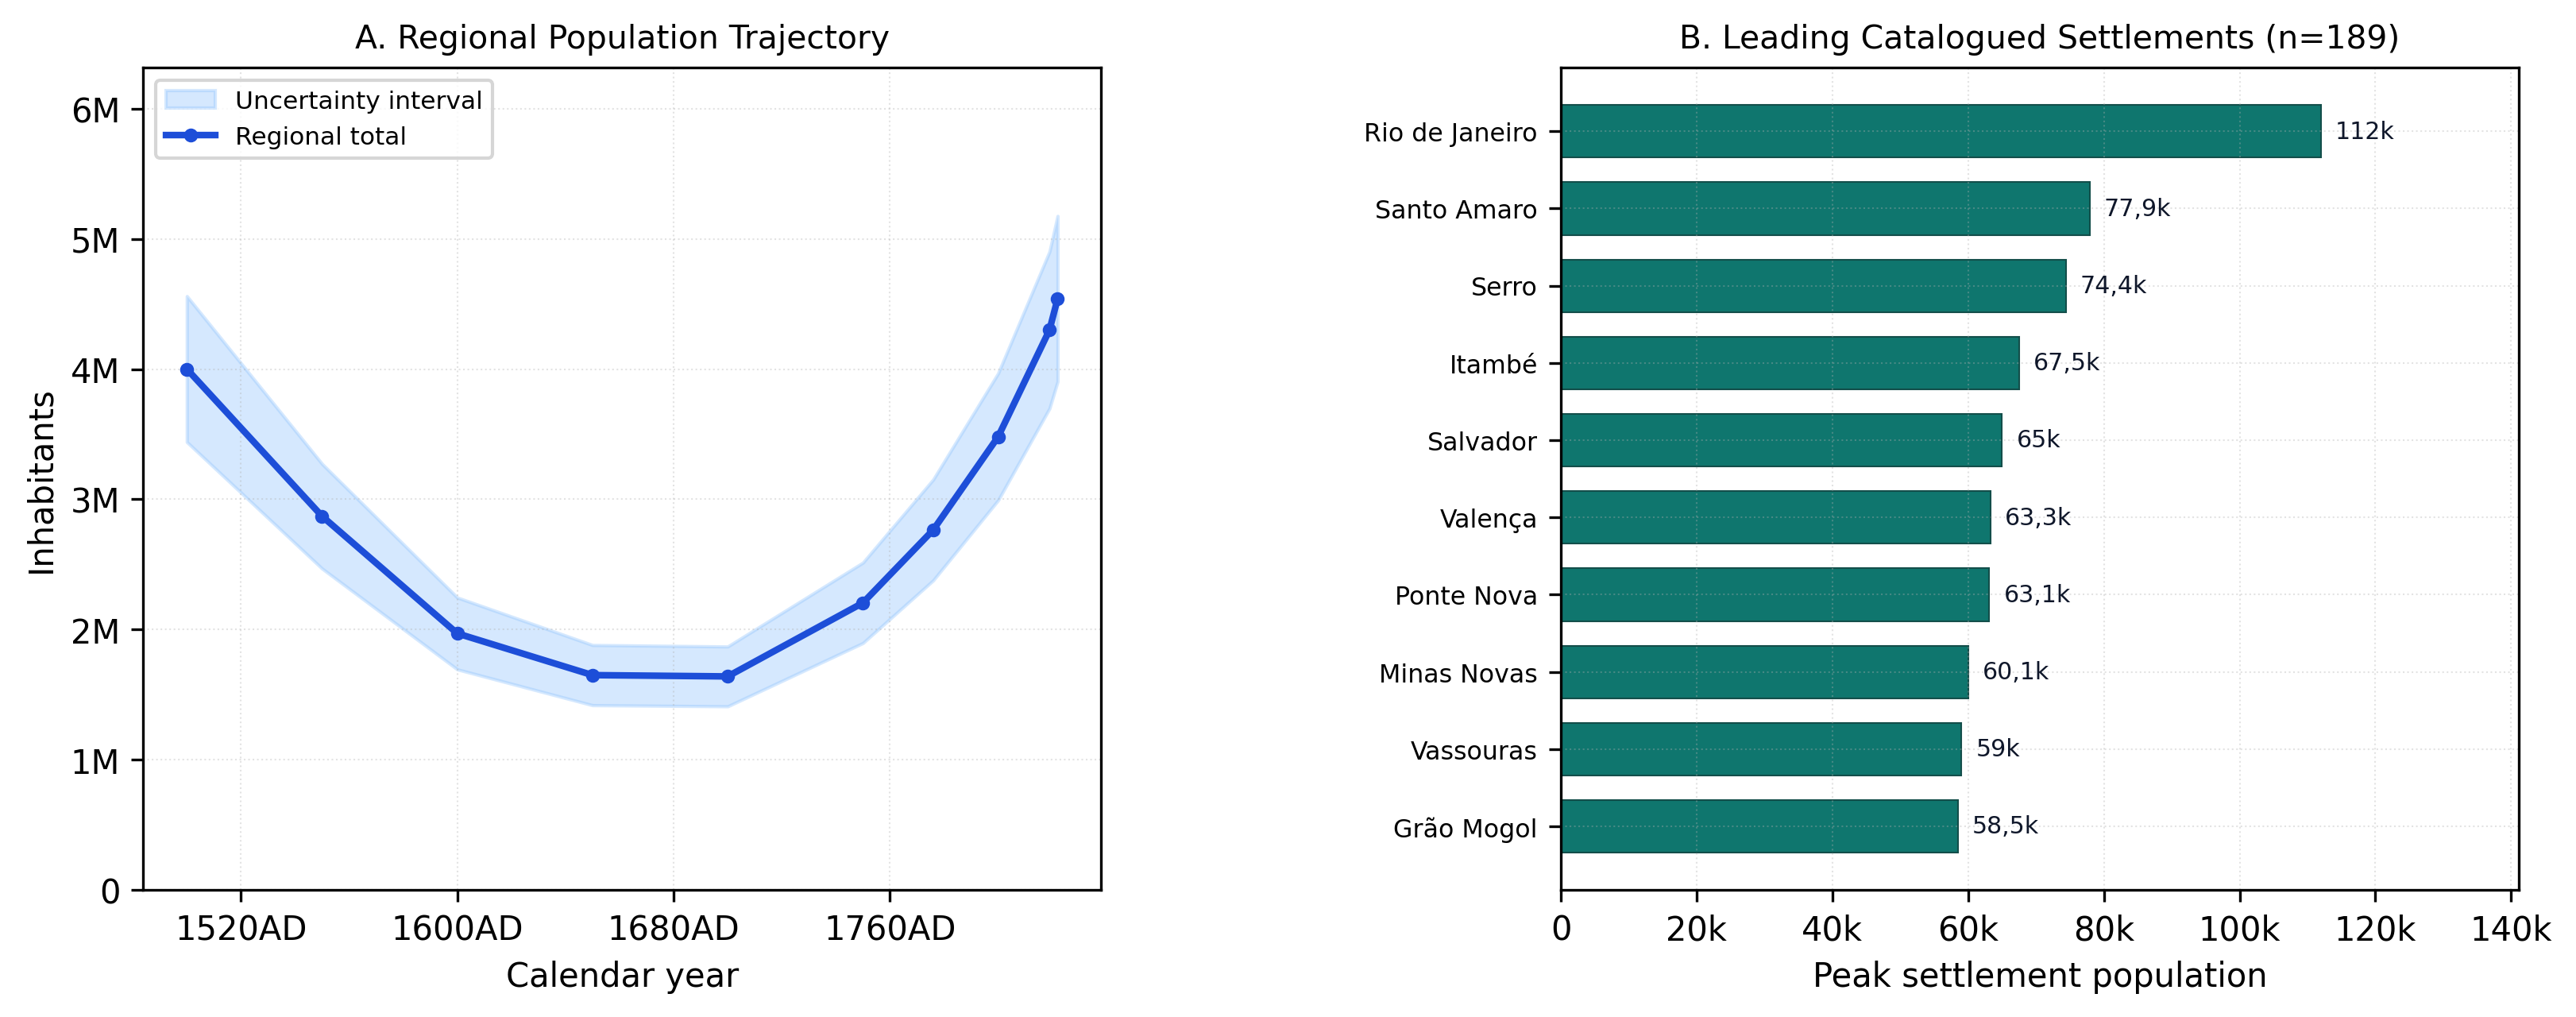 A. Regional Population Trajectory
Uncertainty interval
Regional total
6M
5M
4M
3M
2M
1M
0
Inhabitants
1520AD
1600AD
1680AD
1760AD
Calendar year
B. Leading Catalogued Settlements (n=189)
Rio de Janeiro 112k
Santo Amaro 77,9k
Serro 74,4k
Itambé 67,5k
Salvador 65k
Valença 63,3k
Ponte Nova 63,1k
Minas Novas 60,1k
Vassouras 59k
Grão Mogol 58,5k
0 20k 40k 60k 80k 100k 120k 140k
Peak settlement population